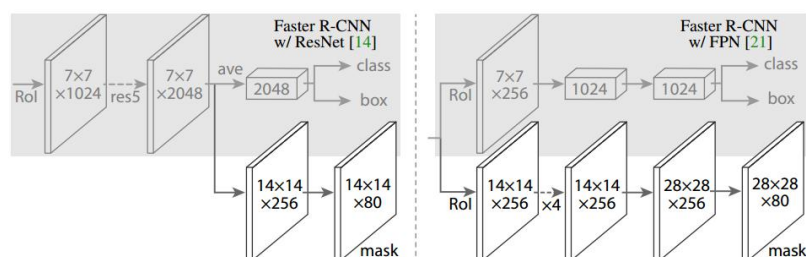 Faster R-CNN
w/ ResNet [14]
RoI
7×7
×1024
res5
7×7
×2048
ave
2048
class
box
14×14
×256
14×14
×80
mask
Faster R-CNN
w/ FPN [21]
RoI
7×7
×256
1024
1024
class
box
RoI
14×14
×256
×4
14×14
×256
28×28
×256
28×28
×80
mask